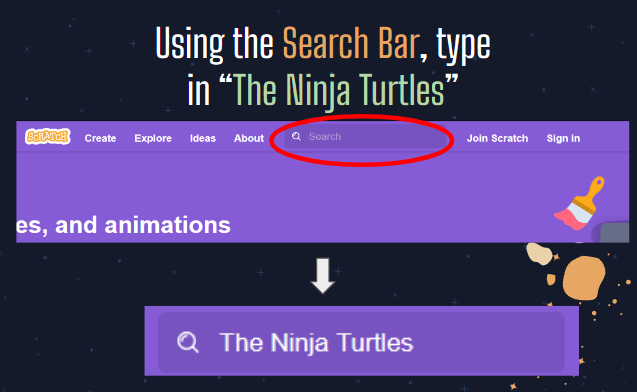 Using the Search Bar, type
in “The Ninja Turtles”
SCRATCH Create Explore Ideas About Search Join Scratch Sign in
es, and animations
The Ninja Turtles